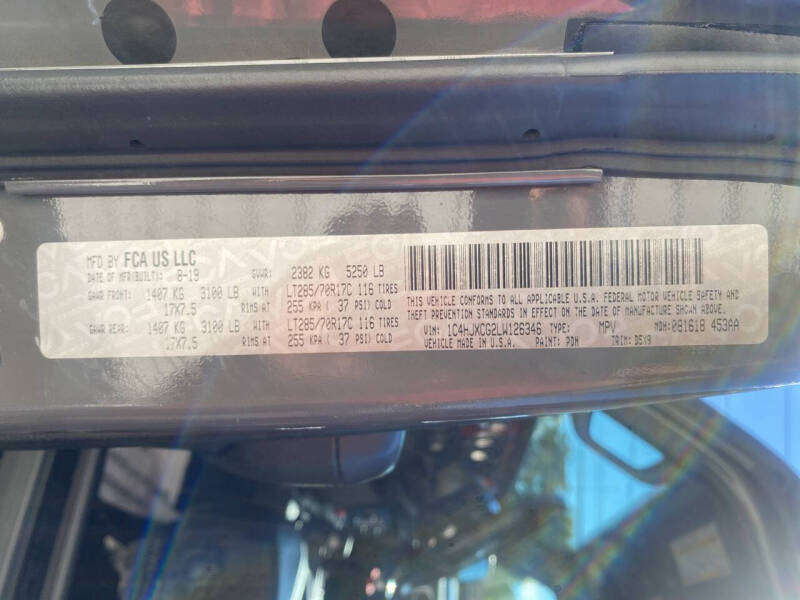 MFD BY FCA US LLC
DATE OF MFR(BUILT): 8-19 GVWR: 2382 KG 5250 LB
GAWR FRONT: 1407 KG 3100 LB WITH LT285/70R17C 116 TIRES
17X7.5 RIMS AT 255 KPA ( 37 PSI) COLD
GAWR REAR: 1407 KG 3100 LB WITH LT285/70R17C 116 TIRES
17X7.5 RIMS AT 255 KPA ( 37 PSI) COLD
THIS VEHICLE CONFORMS TO ALL APPLICABLE U.S.A. FEDERAL MOTOR VEHICLE SAFETY AND
THEFT PREVENTION STANDARDS IN EFFECT ON THE DATE OF MANUFACTURE SHOWN ABOVE.
VIN: 1C4HJXCG2LW126346 TYPE: MPV MDH: 081618 453AA
VEHICLE MADE IN U.S.A. PAINT: PDN TRIM: D5X9